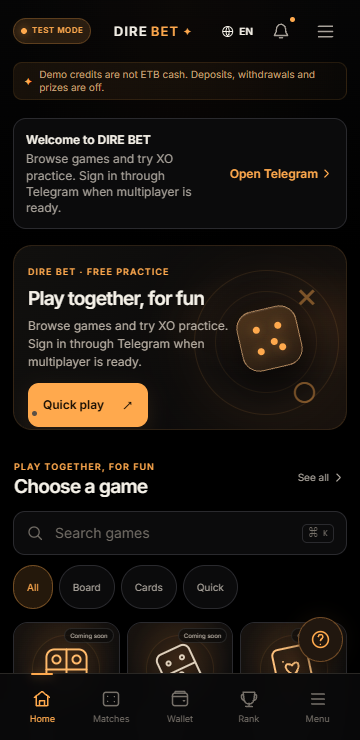 TEST MODE
DIRE BET
EN
Demo credits are not ETB cash. Deposits, withdrawals and
prizes are off.
Welcome to DIRE BET
Browse games and try XO
practice. Sign in through
Telegram when multiplayer is
ready.
Open Telegram
DIRE BET · FREE PRACTICE
Play together, for fun
Browse games and try XO practice.
Sign in through Telegram when
multiplayer is ready.
Quick play ↗
PLAY TOGETHER, FOR FUN
Choose a game
See all
Search games
⌘ K
All
Board
Cards
Quick
Coming soon
Coming soon
Home
Matches
Wallet
Rank
Menu